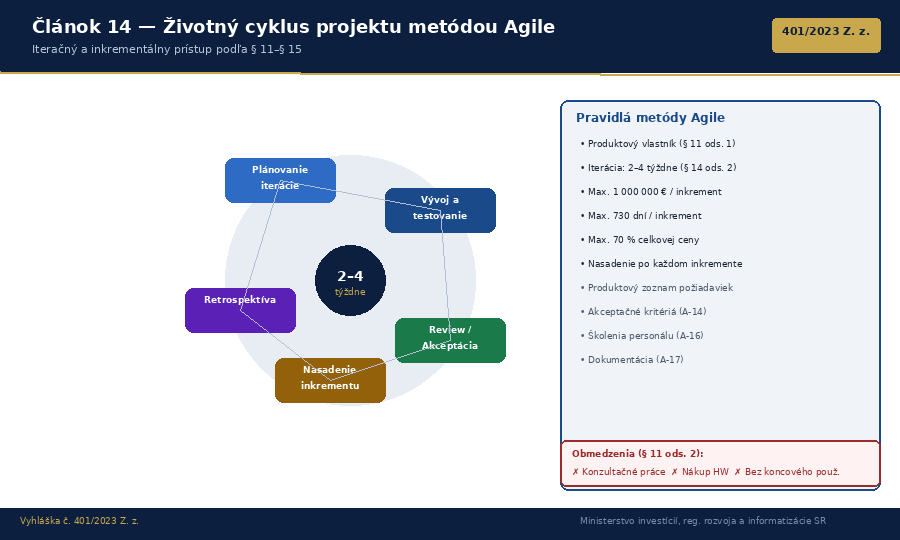 Článok 14 — Životný cyklus projektu metódou Agile
Iteračný a inkrementálny prístup podľa § 11–§ 15
401/2023 Z. z.
Plánovanie
iterácie
Vývoj a
testovanie
2–4
týždne
Retrospektíva
Review /
Akceptácia
Nasadenie
inkrementu
Pravidlá metódy Agile
• Produktový vlastník (§ 11 ods. 1)
• Iterácia: 2–4 týždne (§ 14 ods. 2)
• Max. 1 000 000 € / inkrement
• Max. 730 dní / inkrement
• Max. 70 % celkovej ceny
• Nasadenie po každom inkremente
• Produktový zoznam požiadaviek
• Akceptačné kritériá (A-14)
• Školenia personálu (A-16)
• Dokumentácia (A-17)
Obmedzenia (§ 11 ods. 2):
✗ Konzultačné práce ✗ Nákup HW ✗ Bez koncového použ.
Vyhláška č. 401/2023 Z. z.
Ministerstvo investícií, reg. rozvoja a informatizácie SR